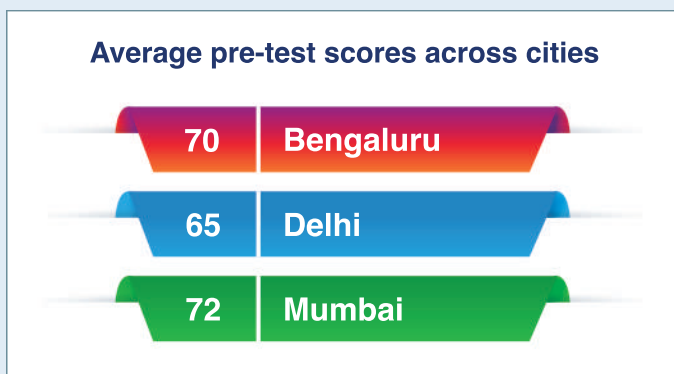 Average pre-test scores across cities
70 Bengaluru
65 Delhi
72 Mumbai